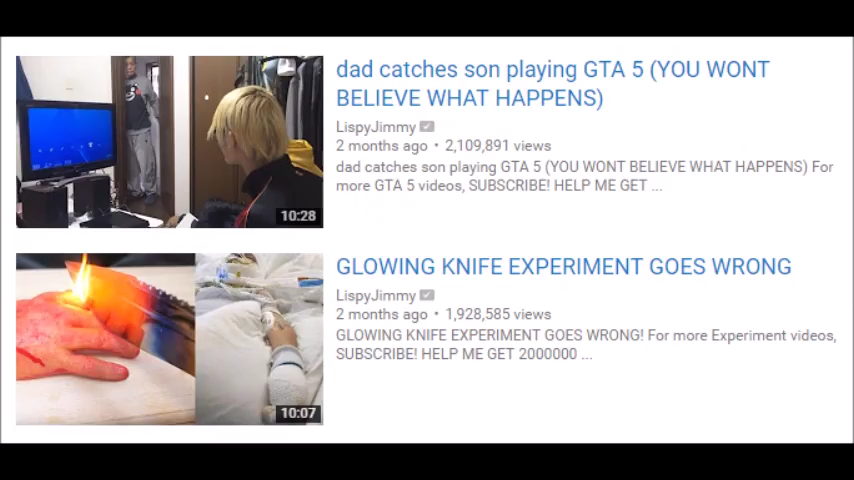 dad catches son playing GTA 5 (YOU WONT
BELIEVE WHAT HAPPENS)
LispyJimmy
2 months ago • 2,109,891 views
dad catches son playing GTA 5 (YOU WONT BELIEVE WHAT HAPPENS) For
more GTA 5 videos, SUBSCRIBE! HELP ME GET ...
10:28
GLOWING KNIFE EXPERIMENT GOES WRONG
LispyJimmy
2 months ago • 1,928,585 views
GLOWING KNIFE EXPERIMENT GOES WRONG! For more Experiment videos,
SUBSCRIBE! HELP ME GET 2000000 ...
10:07